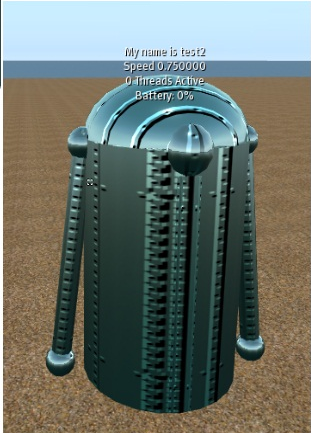 My name is test2
Speed 0.750000
0 Threads Active
Battery. 0%